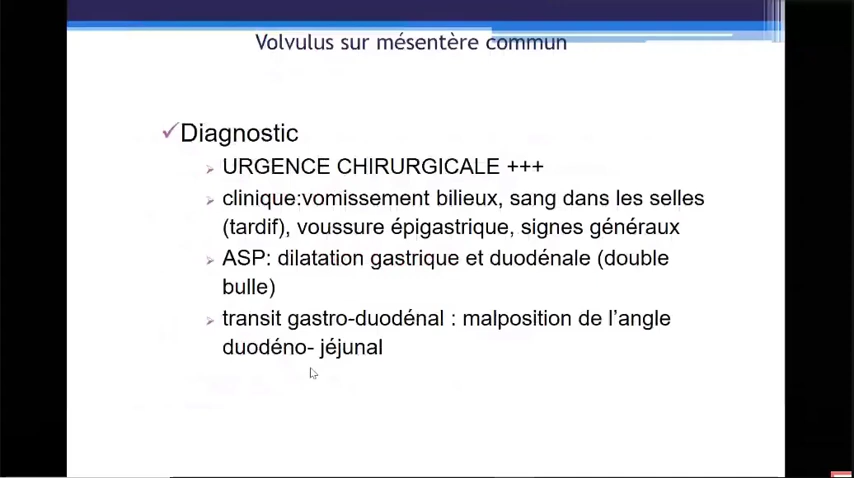 Volvulus sur mésentère commun
Diagnostic
URGENCE CHIRURGICALE +++
clinique:vomissement bilieux, sang dans les selles
(tardif), voussure épigastrique, signes généraux
ASP: dilatation gastrique et duodénale (double
bulle)
transit gastro-duodénal : malposition de l'angle
duodéno- jéjunal